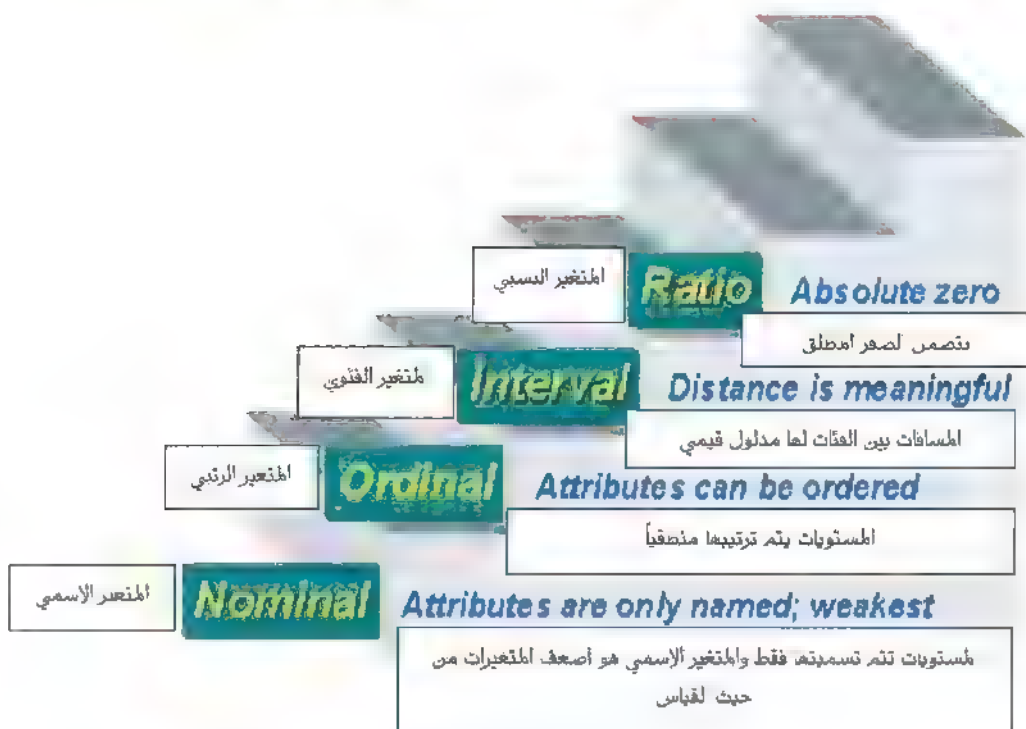 المتغير النسبي
Ratio
Absolute zero
يتضمن الصفر المطلق
المتغير الفئوي
Interval
Distance is meaningful
المسافات بين الفئات لها مدلول قيمي
المتغير الرتبي
Ordinal
Attributes can be ordered
المستويات يتم ترتيبها منطقياً
المتغير الاسمي
Nominal
Attributes are only named; weakest
المستويات تتم تسميتها فقط والمتغير الإسمي هو أضعف المتغيرات من
حيث القياس